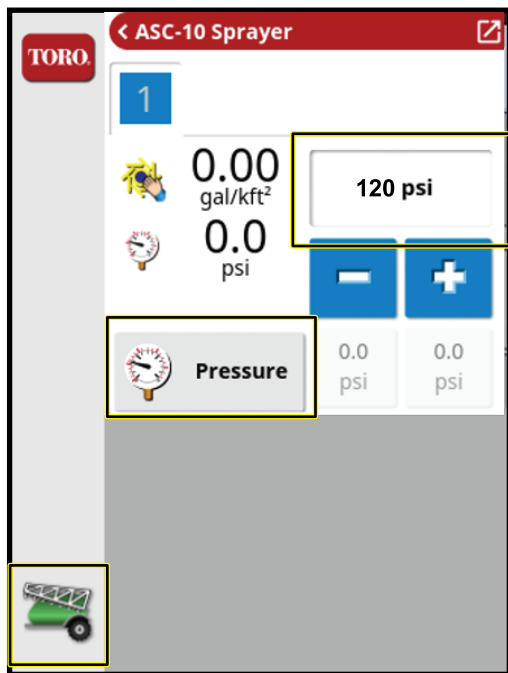 ASC-10 Sprayer
TORO.
1
0.00
gal/kft²
120 psi
0.0
psi
Pressure
0.0
psi
0.0
psi